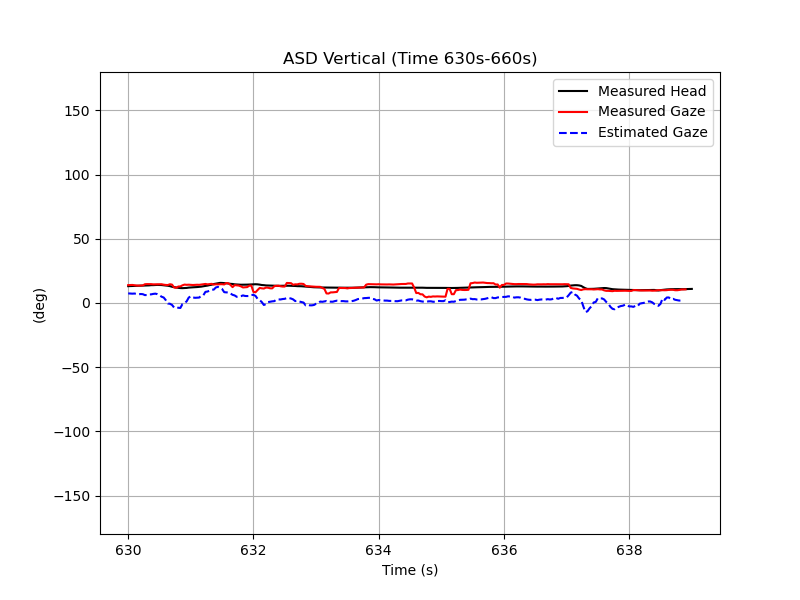 ASD Vertical (Time 630s-660s)
Measured Head
Measured Gaze
Estimated Gaze
150
100
50
0
−50
−100
−150
(deg)
630
632
634
636
638
Time (s)